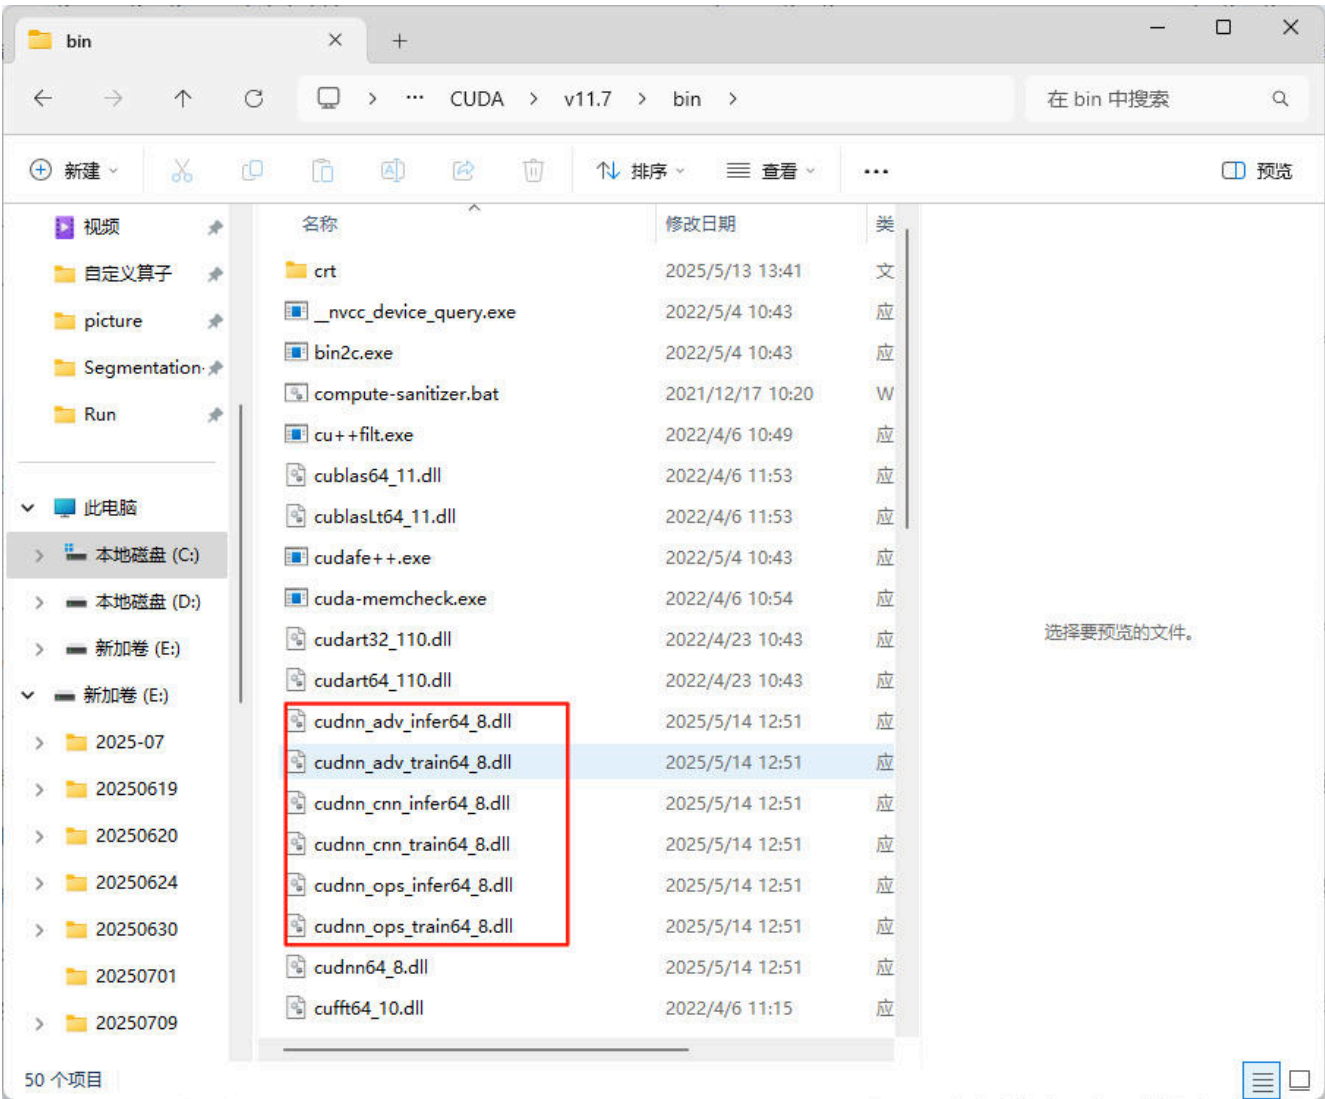 bin
··· CUDA > v11.7 > bin >
在 bin 中搜索
新建
排序
查看
预览
视频
自定义算子
picture
Segmentation-
Run
此电脑
本地磁盘 (C:)
本地磁盘 (D:)
新加卷 (E:)
新加卷 (E:)
2025-07
20250619
20250620
20250624
20250630
20250701
20250709
名称 修改日期 类
crt 2025/5/13 13:41 文
__nvcc_device_query.exe 2022/5/4 10:43 应
bin2c.exe 2022/5/4 10:43 应
compute-sanitizer.bat 2021/12/17 10:20 W
cu++filt.exe 2022/4/6 10:49 应
cublas64_11.dll 2022/4/6 11:53 应
cublasLt64_11.dll 2022/4/6 11:53 应
cudafe++.exe 2022/5/4 10:43 应
cuda-memcheck.exe 2022/4/6 10:54 应
cudart32_110.dll 2022/4/23 10:43 应
cudart64_110.dll 2022/4/23 10:43 应
cudnn_adv_infer64_8.dll 2025/5/14 12:51 应
cudnn_adv_train64_8.dll 2025/5/14 12:51 应
cudnn_cnn_infer64_8.dll 2025/5/14 12:51 应
cudnn_cnn_train64_8.dll 2025/5/14 12:51 应
cudnn_ops_infer64_8.dll 2025/5/14 12:51 应
cudnn_ops_train64_8.dll 2025/5/14 12:51 应
cudnn64_8.dll 2025/5/14 12:51 应
cufft64_10.dll 2022/4/6 11:15 应
选择要预览的文件。
50 个项目